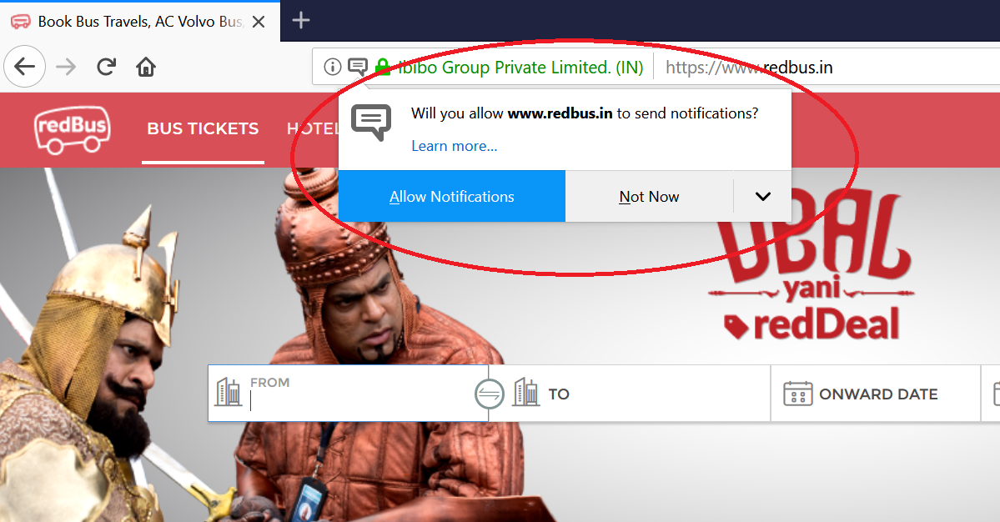 Book Bus Travels, AC Volvo Bus,
Ibibo Group Private Limited. (IN)
https://www.redbus.in
Will you allow www.redbus.in to send notifications?
Learn more...
Allow Notifications
Not Now
redBus
BUS TICKETS
HOTEL
DEAL
yani
redDeal
FROM
TO
ONWARD DATE